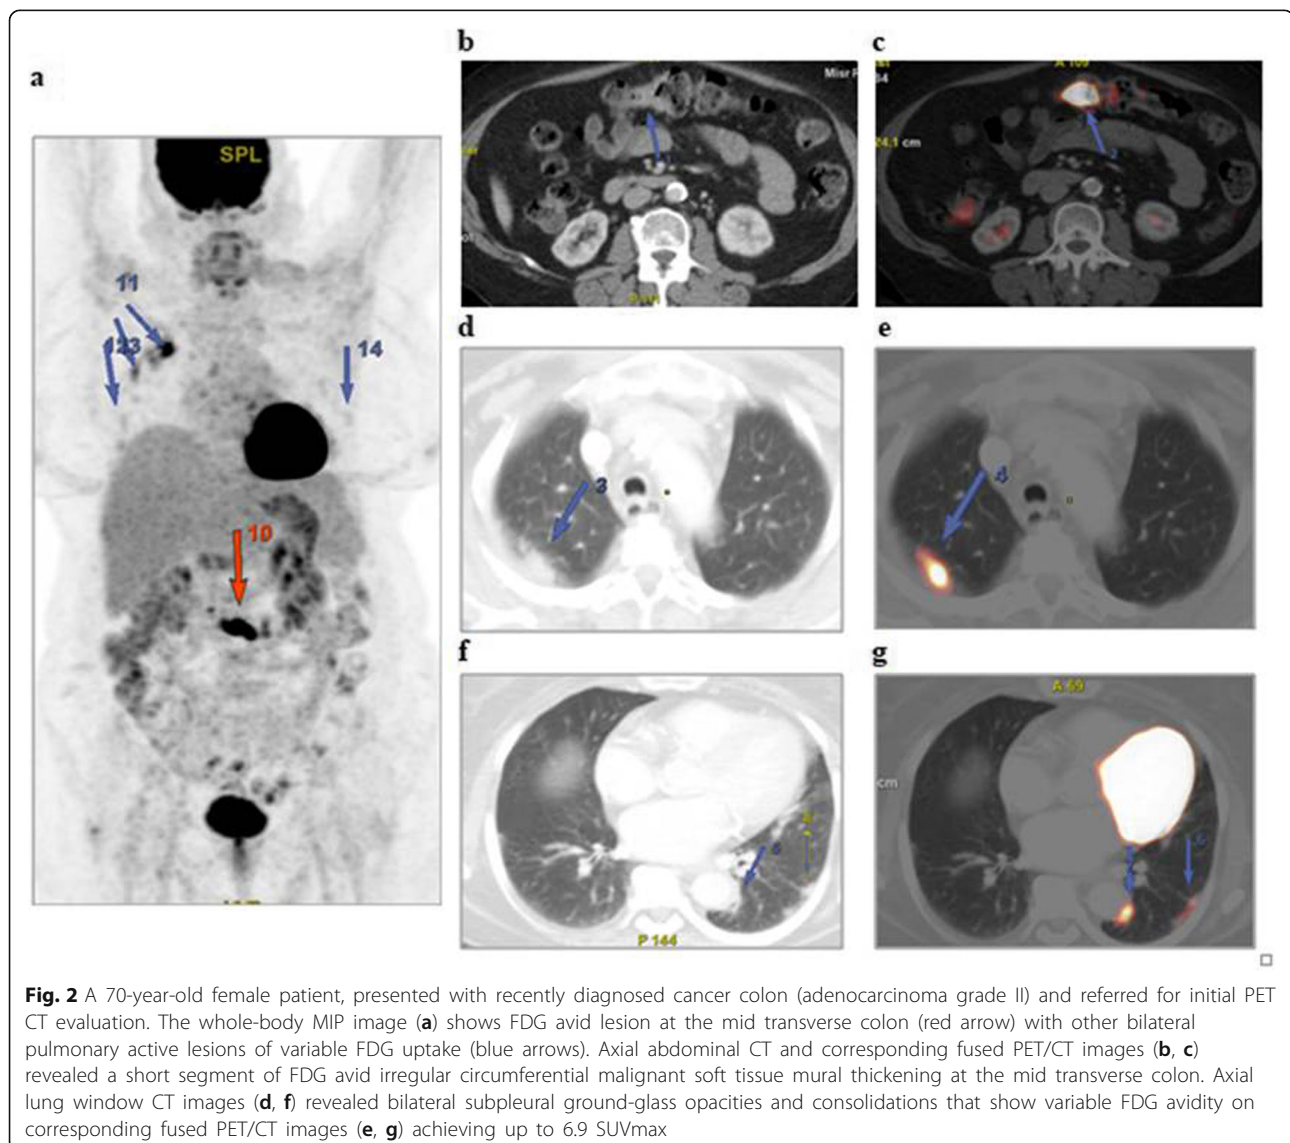 a
b
c
SPL
11
123
14
10
Misr
A 109
24.1 cm
2
d
e
3
4
f
g
A 69
cm
5
6
P 144
Fig. 2 A 70-year-old female patient, presented with recently diagnosed cancer colon (adenocarcinoma grade II) and referred for initial PET
CT evaluation. The whole-body MIP image (a) shows FDG avid lesion at the mid transverse colon (red arrow) with other bilateral
pulmonary active lesions of variable FDG uptake (blue arrows). Axial abdominal CT and corresponding fused PET/CT images (b, c)
revealed a short segment of FDG avid irregular circumferential malignant soft tissue mural thickening at the mid transverse colon. Axial
lung window CT images (d, f) revealed bilateral subpleural ground-glass opacities and consolidations that show variable FDG avidity on
corresponding fused PET/CT images (e, g) achieving up to 6.9 SUVmax